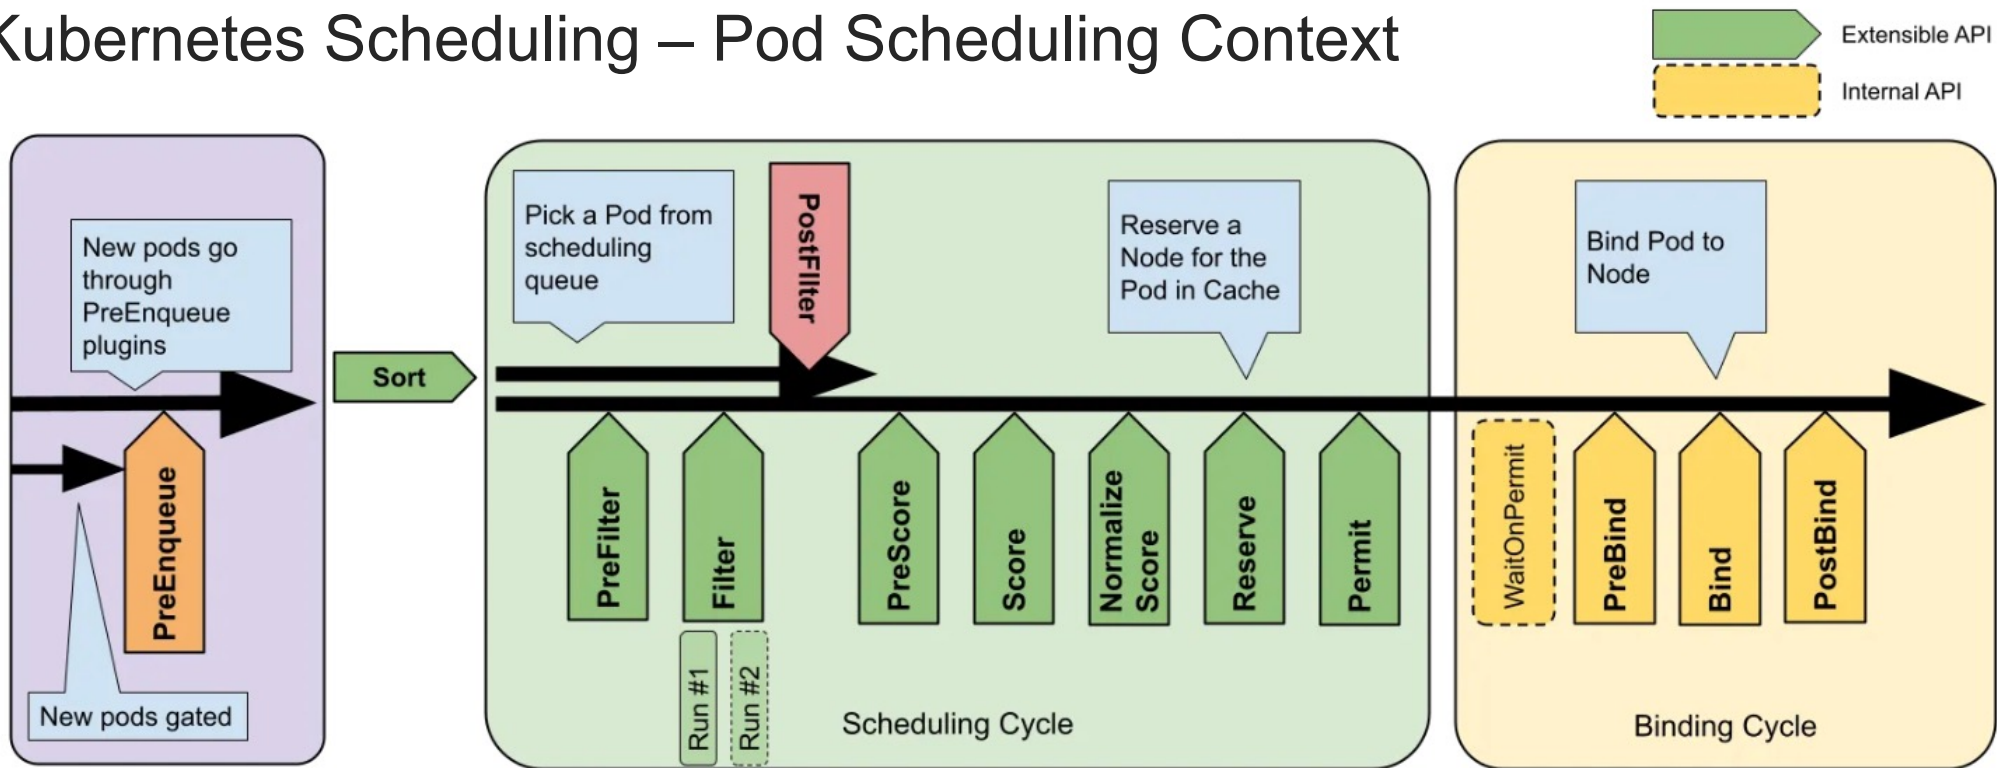 Kubernetes Scheduling – Pod Scheduling Context
Extensible API
Internal API
New pods go
through
PreEnqueue
plugins
PreEnqueue
New pods gated
Sort
Pick a Pod from
scheduling
queue
PostFIlter
Reserve a
Node for the
Pod in Cache
PreFilter
Filter
Run #1
Run #2
PreScore
Score
Normalize
Score
Reserve
Permit
Scheduling Cycle
Bind Pod to
Node
WaitOnPermit
PreBind
Bind
PostBind
Binding Cycle